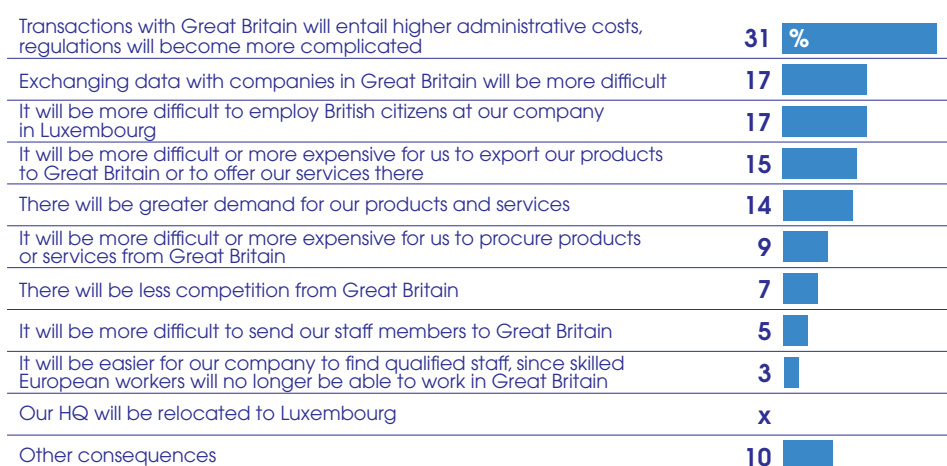 Transactions with Great Britain will entail higher administrative costs,
regulations will become more complicated
31 %
Exchanging data with companies in Great Britain will be more difficult
17
It will be more difficult to employ British citizens at our company
in Luxembourg
17
It will be more difficult or more expensive for us to export our products
to Great Britain or to offer our services there
15
There will be greater demand for our products and services
14
It will be more difficult or more expensive for us to procure products
or services from Great Britain
9
There will be less competition from Great Britain
7
It will be more difficult to send our staff members to Great Britain
5
It will be easier for our company to find qualified staff, since skilled
European workers will no longer be able to work in Great Britain
3
Our HQ will be relocated to Luxembourg
x
Other consequences
10